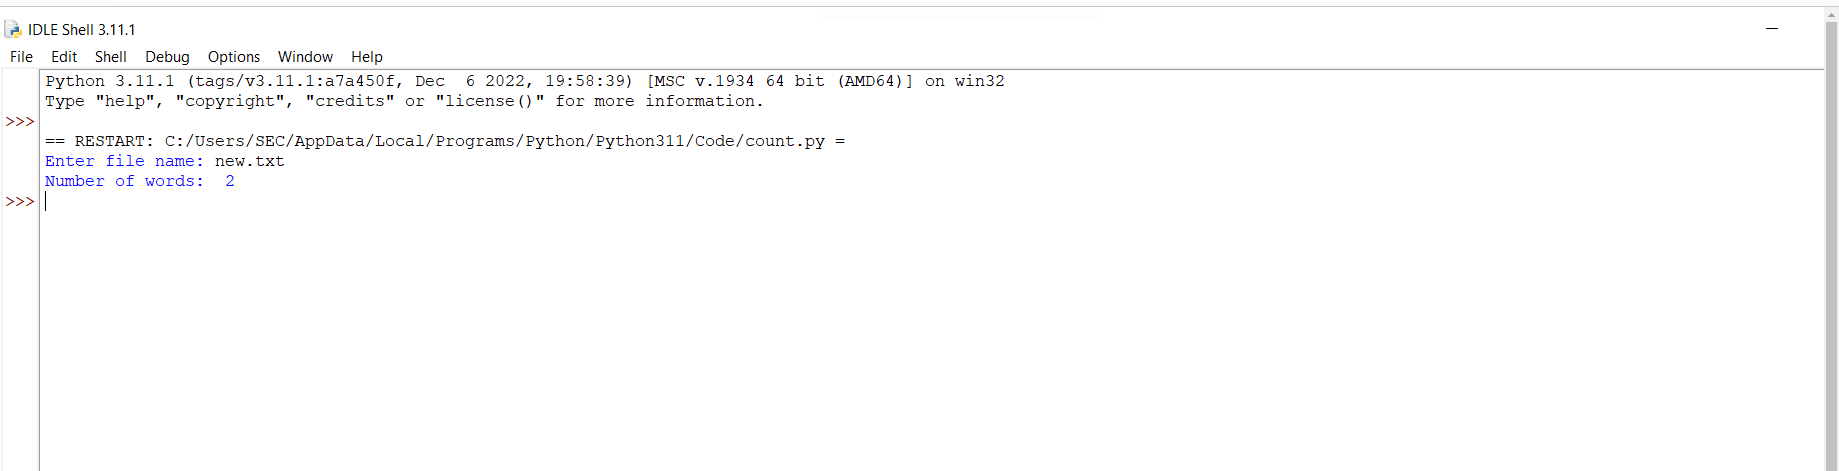 IDLE Shell 3.11.1
File Edit Shell Debug Options Window Help
Python 3.11.1 (tags/v3.11.1:a7a450f, Dec  6 2022, 19:58:39) [MSC v.1934 64 bit (AMD64)] on win32
Type "help", "copyright", "credits" or "license()" for more information.
>>>
== RESTART: C:/Users/SEC/AppData/Local/Programs/Python/Python311/Code/count.py =
Enter file name: new.txt
Number of words:  2
>>>